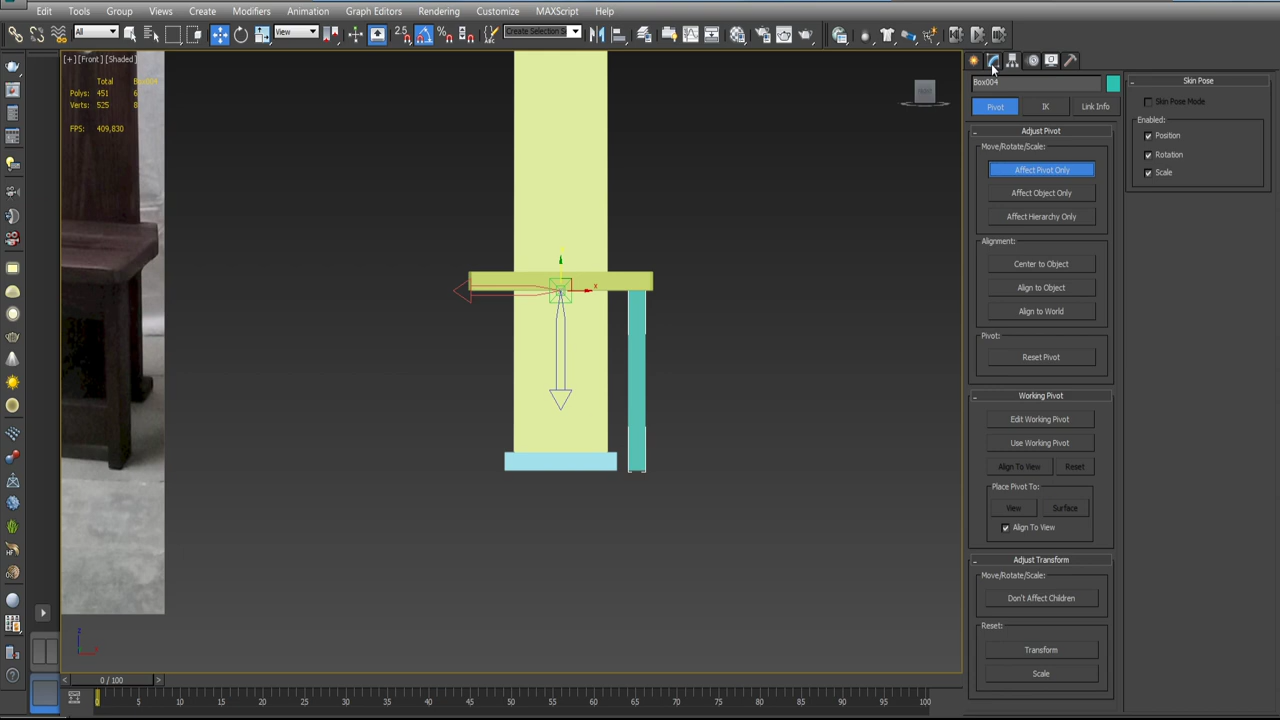 Edit Tools Group Views Create Modifiers Animation Graph Editors Rendering Customize MAXScript Help
All View 2.5 Create Selection Se
[+] [Front] [Shaded]
Total Box004
Polys: 451 6
Verts: 525 8
FPS: 409,830
FRONT
Box004
Pivot IK Link Info
- Adjust Pivot
Move/Rotate/Scale:
Affect Pivot Only
Affect Object Only
Affect Hierarchy Only
Alignment:
Center to Object
Align to Object
Align to World
Pivot:
Reset Pivot
- Working Pivot
Edit Working Pivot
Use Working Pivot
Align To View Reset
Place Pivot To:
View Surface
Align To View
- Adjust Transform
Move/Rotate/Scale:
Don't Affect Children
Reset:
Transform
Scale
- Skin Pose
Skin Pose Mode
Enabled:
Position
Rotation
Scale
x
z
< 0 / 100 >
0 5 10 15 20 25 30 35 40 45 50 55 60 65 70 75 80 85 90 95 100